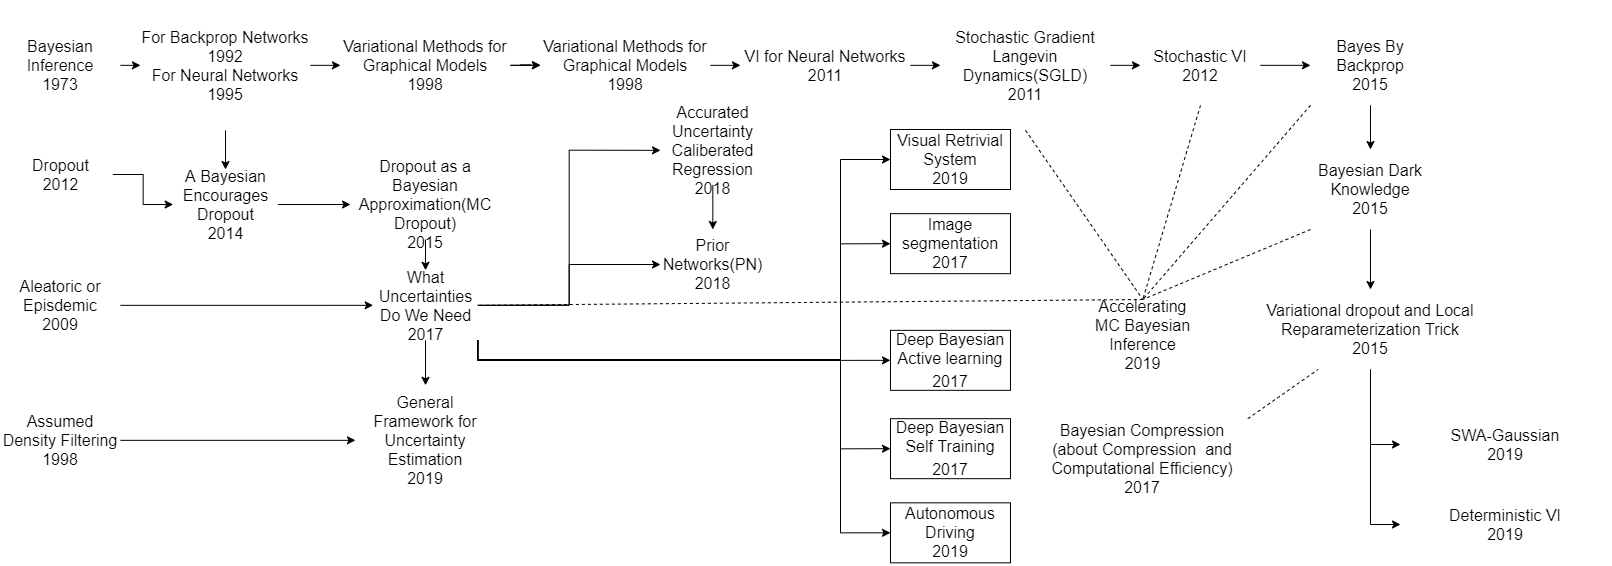 Bayesian
Inference
1973
For Backprop Networks
1992
For Neural Networks
1995
Variational Methods for
Graphical Models
1998
Variational Methods for
Graphical Models
1998
VI for Neural Networks
2011
Stochastic Gradient
Langevin
Dynamics(SGLD)
2011
Stochastic VI
2012
Bayes By
Backprop
2015
Dropout
2012
A Bayesian
Encourages
Dropout
2014
Dropout as a
Bayesian
Approximation(MC
Dropout)
2015
Accurated
Uncertainty
Caliberated
Regression
2018
Visual Retrivial
System
2019
Bayesian Dark
Knowledge
2015
Image
segmentation
2017
Prior
Networks(PN)
2018
Aleatoric or
Episdemic
2009
What
Uncertainties
Do We Need
2017
Accelerating
MC Bayesian
Inference
2019
Variational dropout and Local
Reparameterization Trick
2015
Deep Bayesian
Active learning
2017
Assumed
Density Filtering
1998
General
Framework for
Uncertainty
Estimation
2019
Deep Bayesian
Self Training
2017
Bayesian Compression
(about Compression  and
Computational Efficiency)
2017
SWA-Gaussian
2019
Autonomous
Driving
2019
Deterministic VI
2019